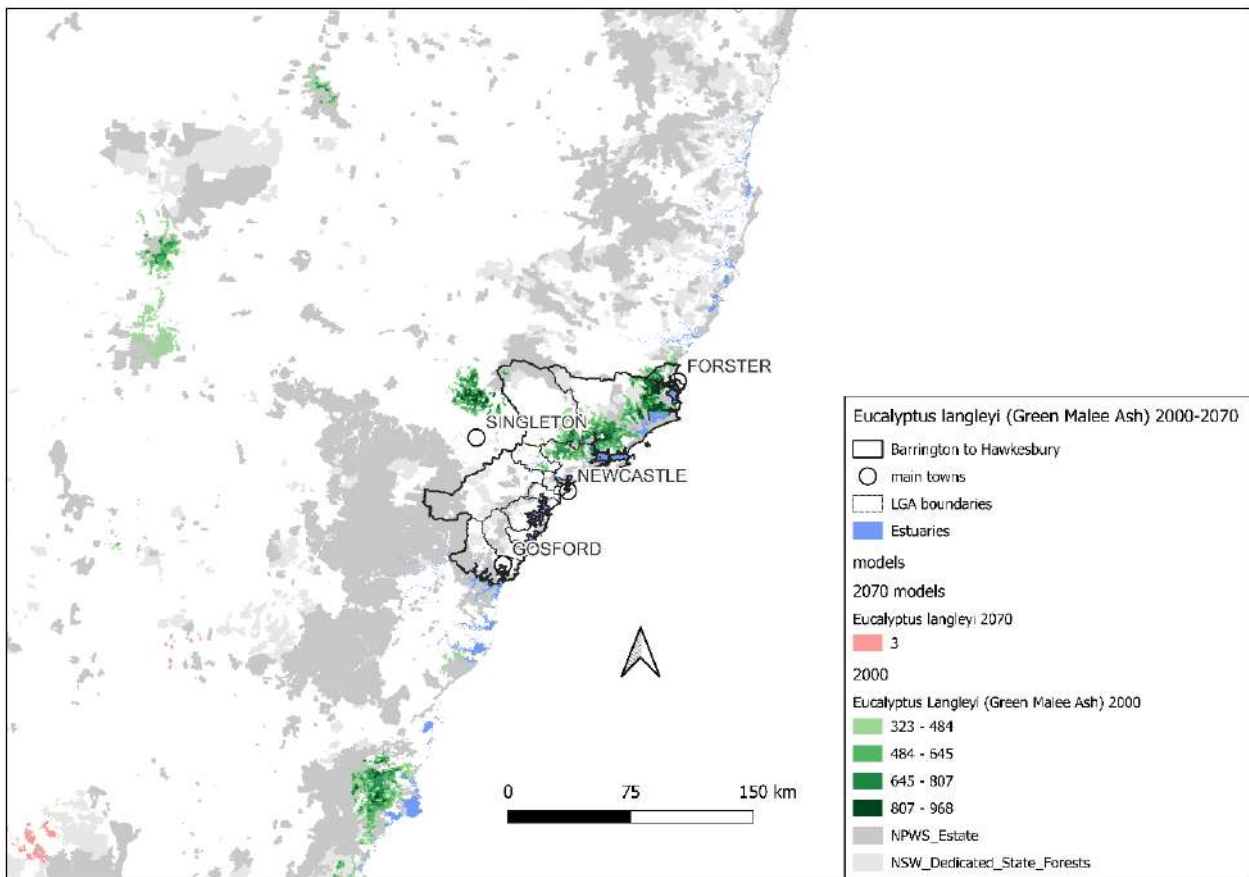 FORSTER
SINGLETON
NEWCASTLE
GOSFORD
0 75 150 km
Eucalyptus langleyi (Green Malee Ash) 2000-2070
Barrington to Hawkesbury
main towns
LGA boundaries
Estuaries
models
2070 models
Eucalyptus langleyi 2070
3
2000
Eucalyptus Langleyi (Green Malee Ash) 2000
323 - 484
484 - 645
645 - 807
807 - 968
NPWS_Estate
NSW_Dedicated_State_Forests